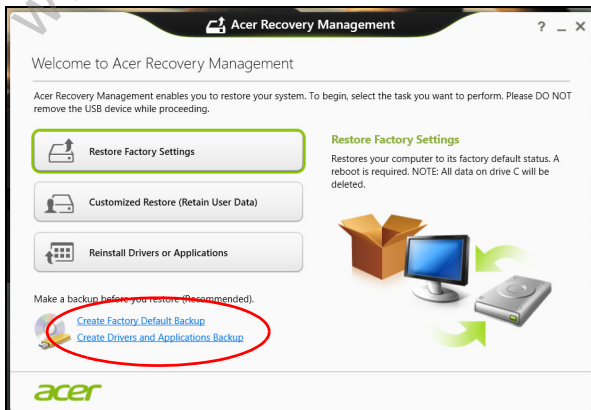 Acer Recovery Management
? _ X
Welcome to Acer Recovery Management
Acer Recovery Management enables you to restore your system. To begin, select the task you want to perform. Please DO NOT
remove the USB device while proceeding.
Restore Factory Settings
Customized Restore (Retain User Data)
Reinstall Drivers or Applications
Restore Factory Settings
Restores your computer to its factory default status. A
reboot is required. NOTE: All data on drive C will be
deleted.
Make a backup before you restore (Recommended).
Create Factory Default Backup
Create Drivers and Applications Backup
acer